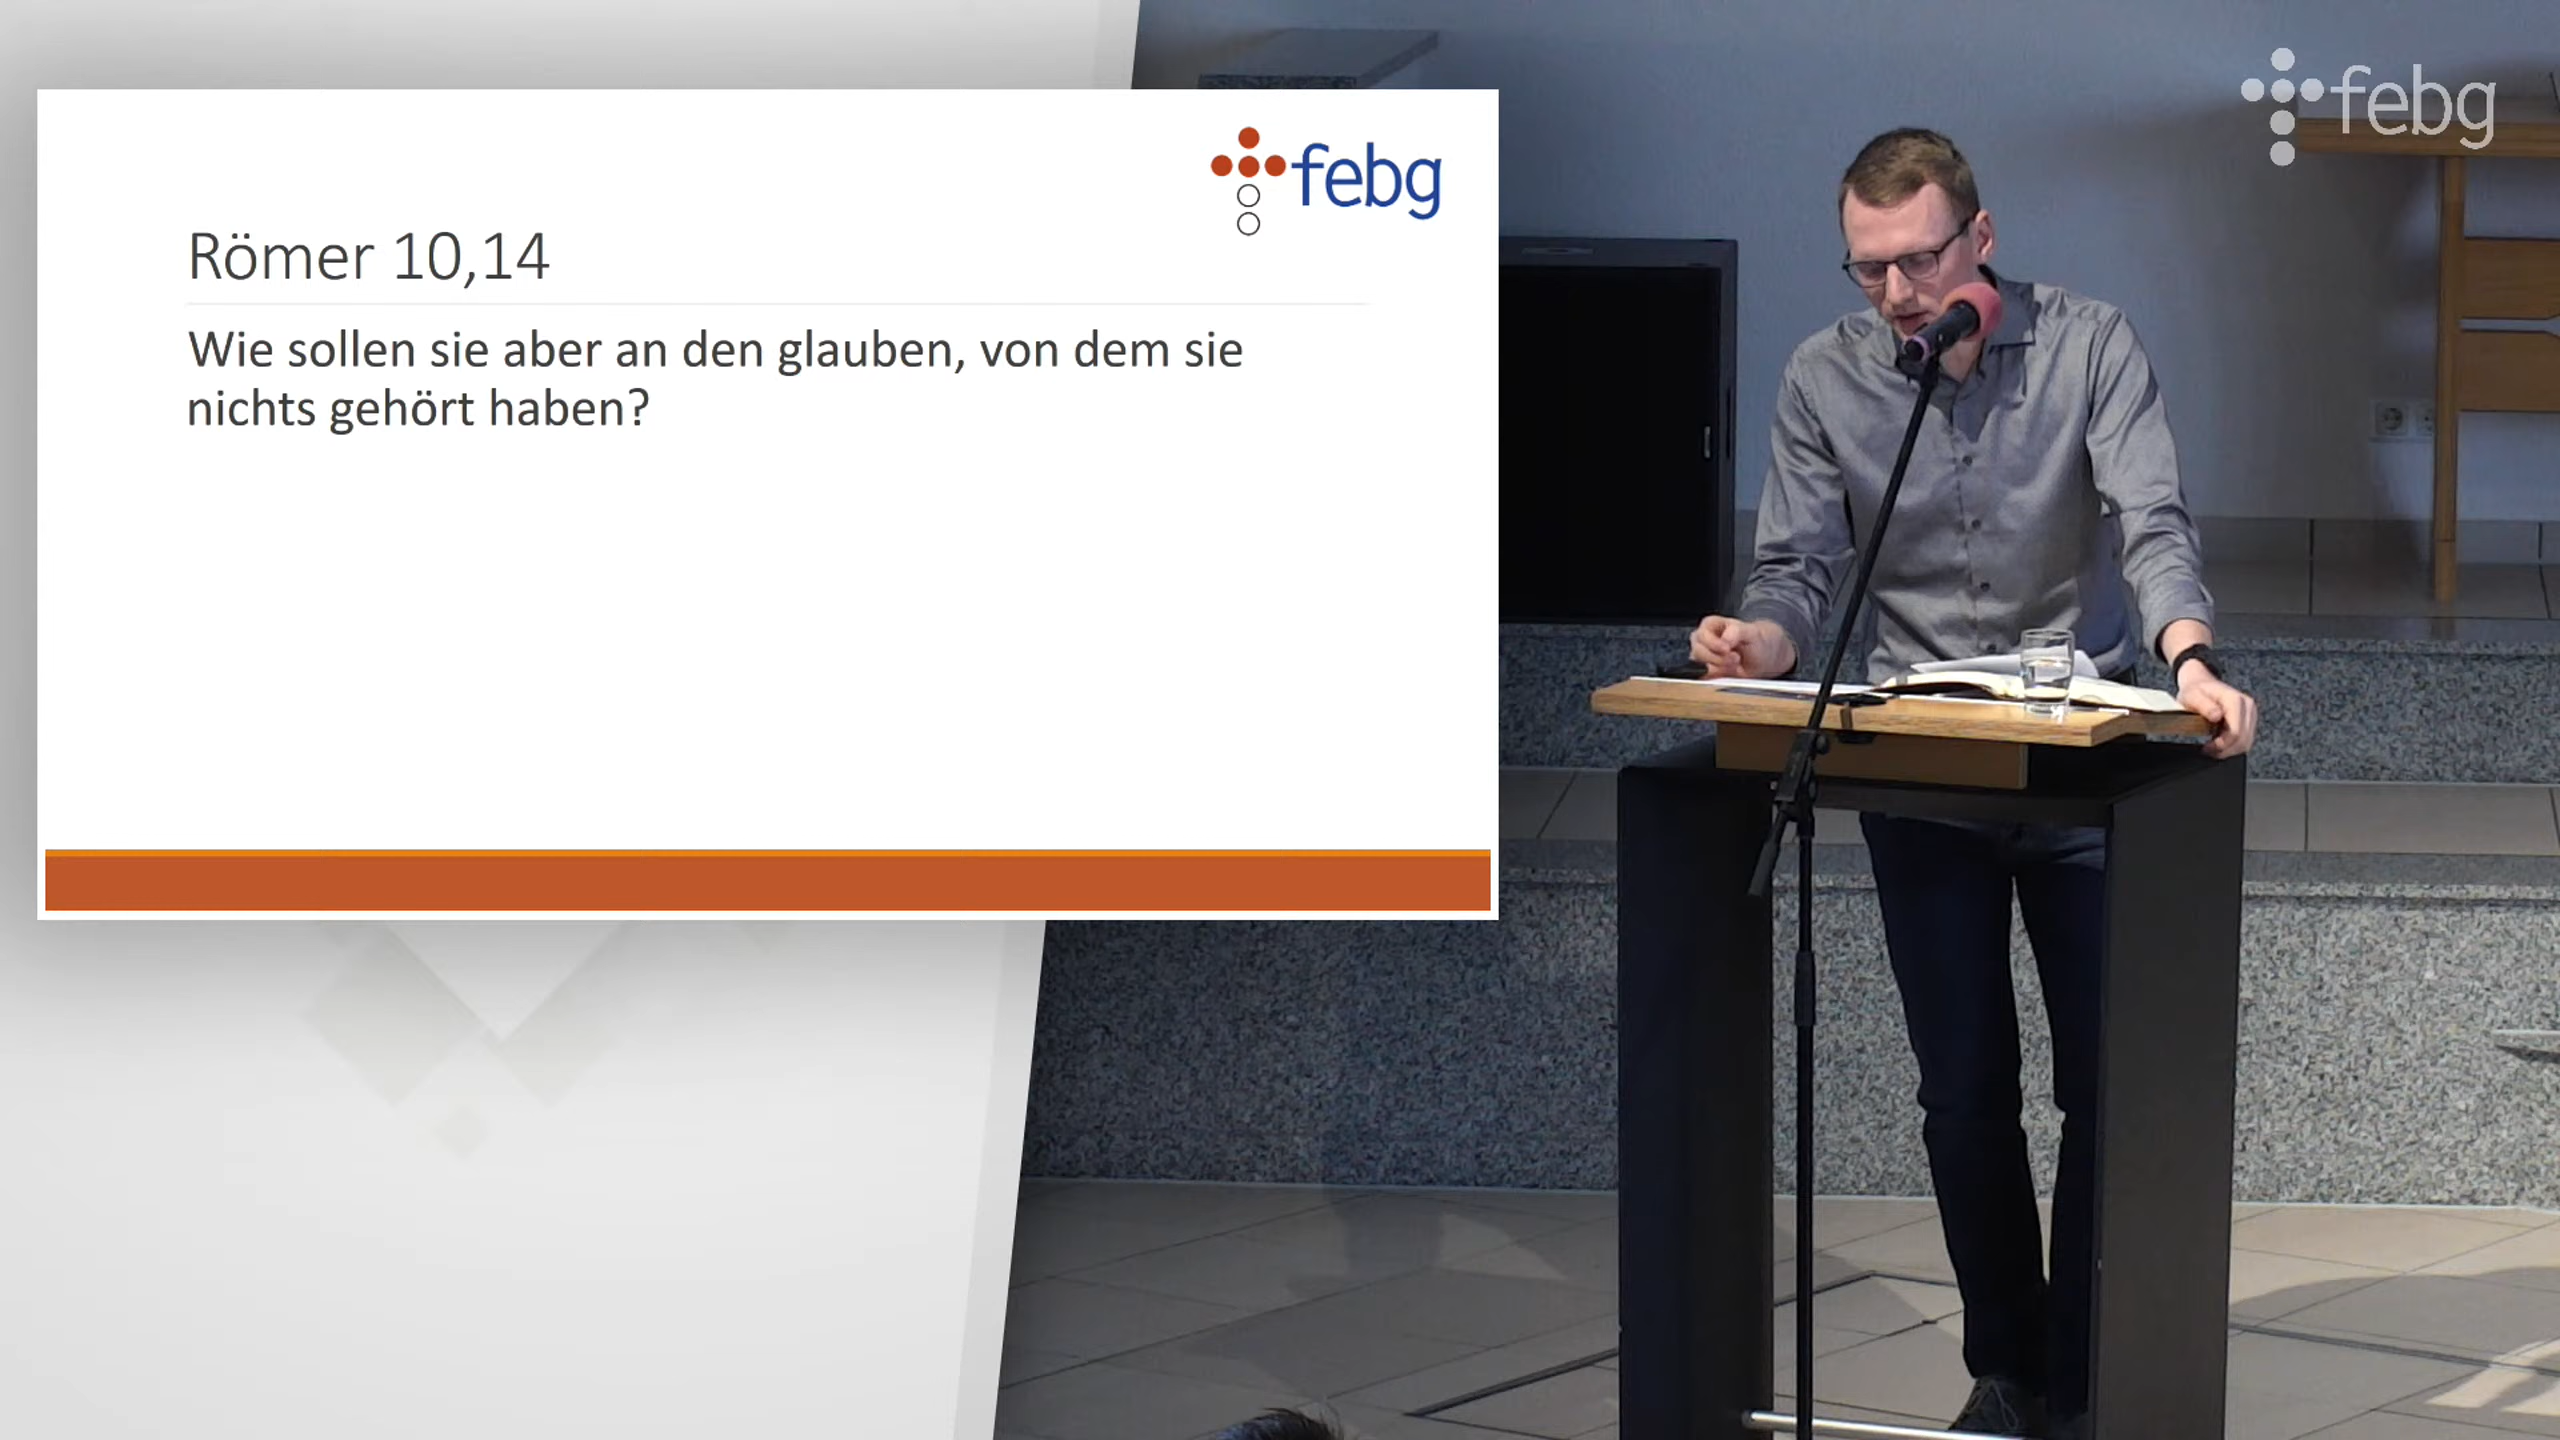 febg
Römer 10,14
Wie sollen sie aber an den glauben, von dem sie
nichts gehört haben?
febg